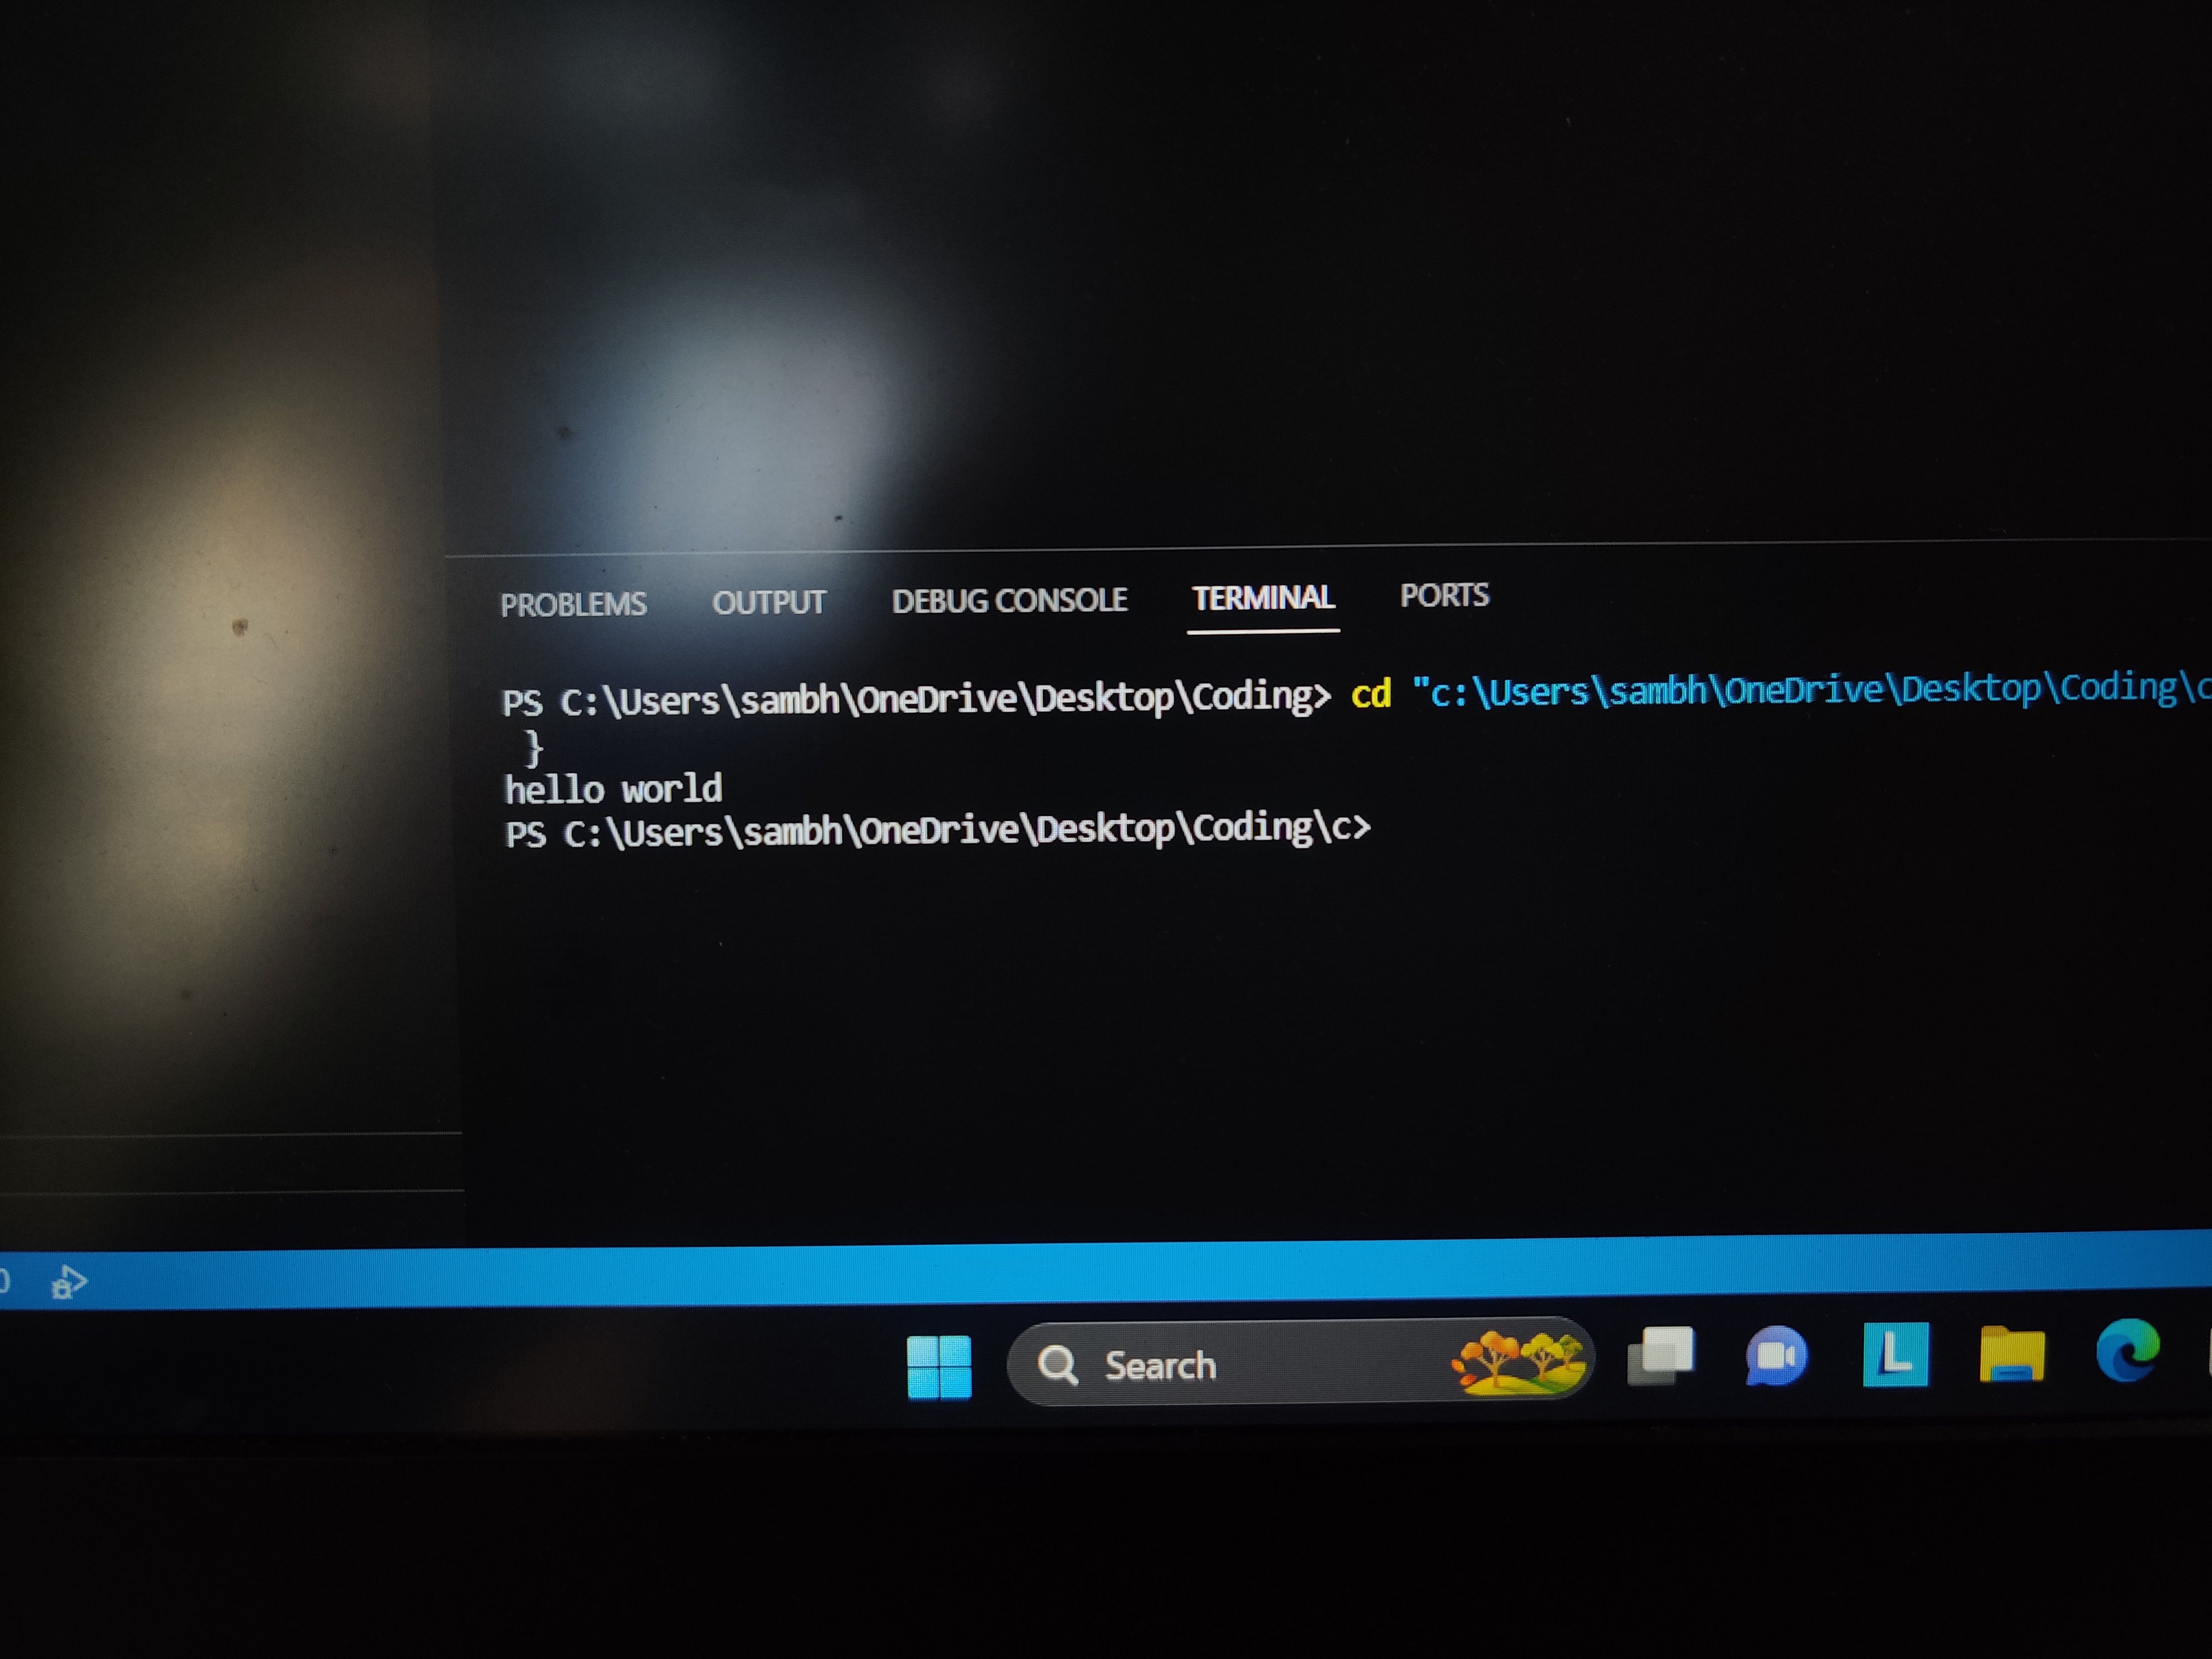 PROBLEMS OUTPUT DEBUG CONSOLE TERMINAL PORTS
PS C:\Users\sambh\OneDrive\Desktop\Coding> cd "c:\Users\sambh\OneDrive\Desktop\Coding\c
 }
hello world
PS C:\Users\sambh\OneDrive\Desktop\Coding\c>
0
Search
L